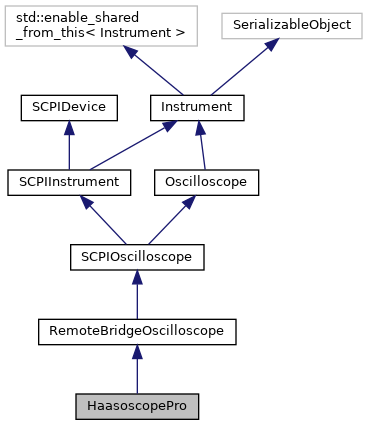 std::enable_shared
_from_this< Instrument >
SerializableObject
SCPIDevice
Instrument
SCPIInstrument
Oscilloscope
SCPIOscilloscope
RemoteBridgeOscilloscope
HaasoscopePro